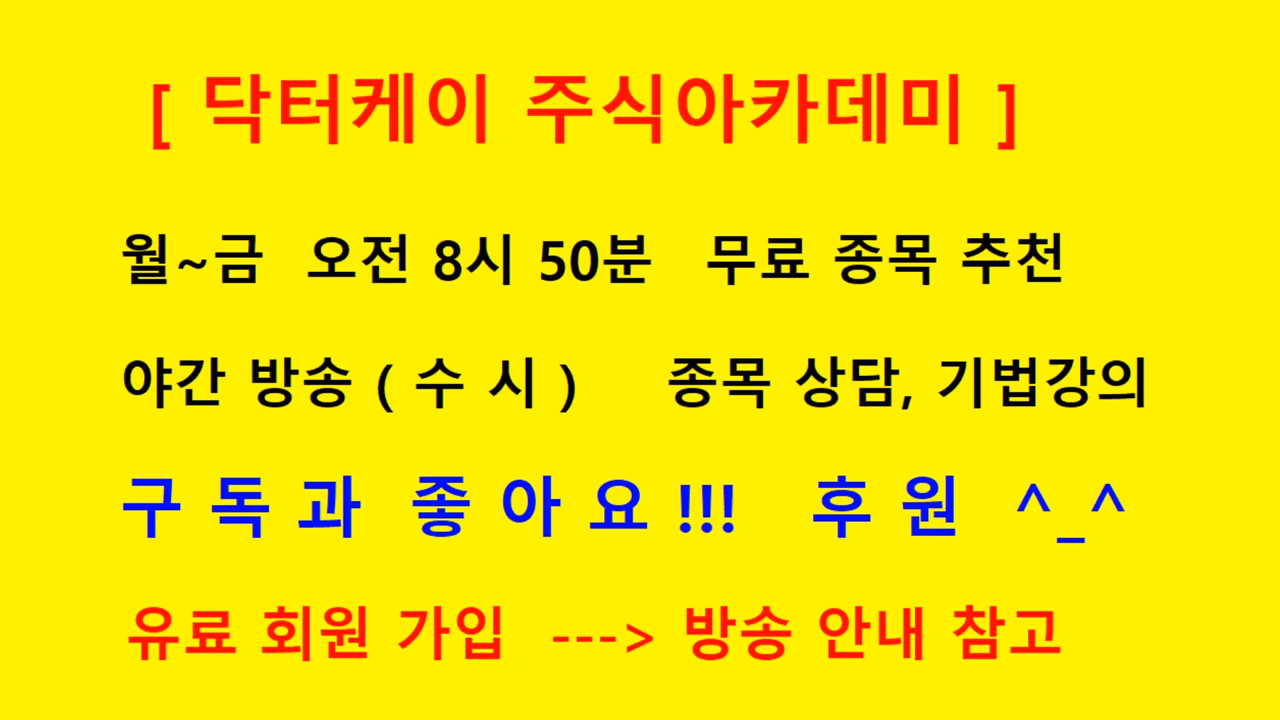 [ 닥터케이 주식아카데미 ]
월~금 오전 8시 50분 무료 종목 추천
야간 방송 ( 수 시 ) 종목 상담, 기법강의
구 독 과 좋 아 요 !!! 후 원 ^_^
유료 회원 가입 ---> 방송 안내 참고